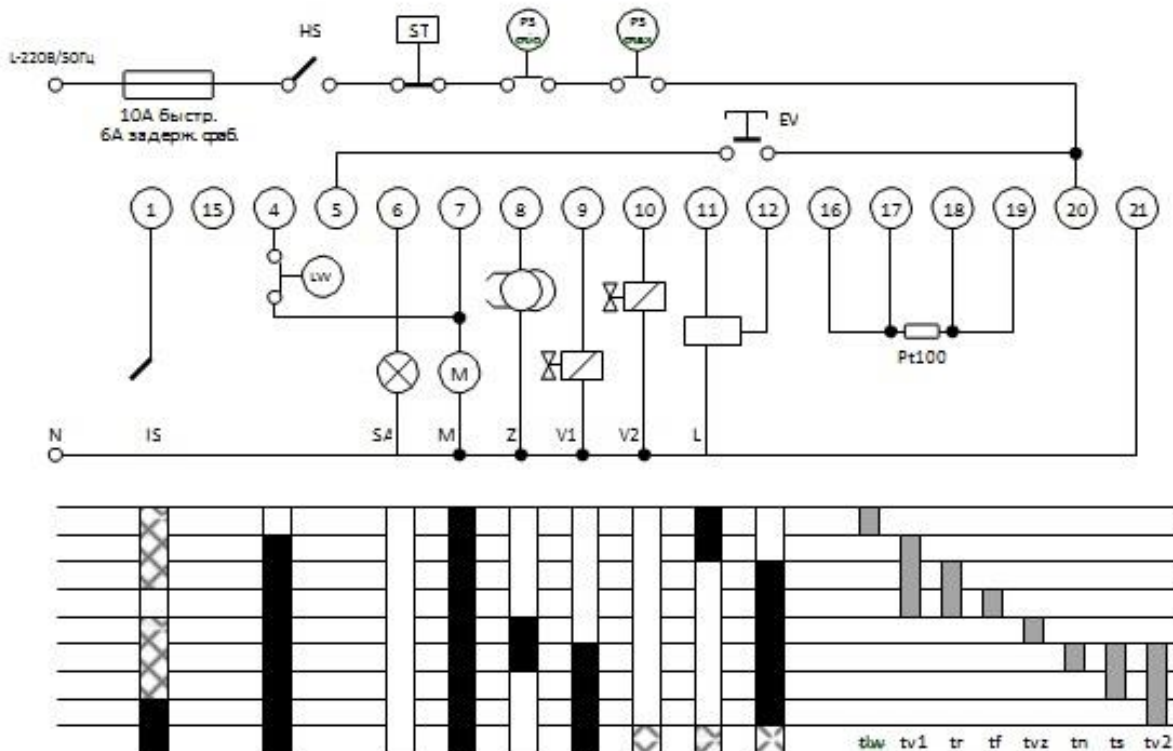 HS
ST
PS
PS
L-220В/50Гц
10А быстр.
6А задерж. сраб.
EV
1 15 4 5 6 7 8 9 10 11 12 16 17 18 19 20 21
LW
Pt100
M
N IS SA M Z V1 V2 L
tlw tv1 tr tf tvz tn ts tv2